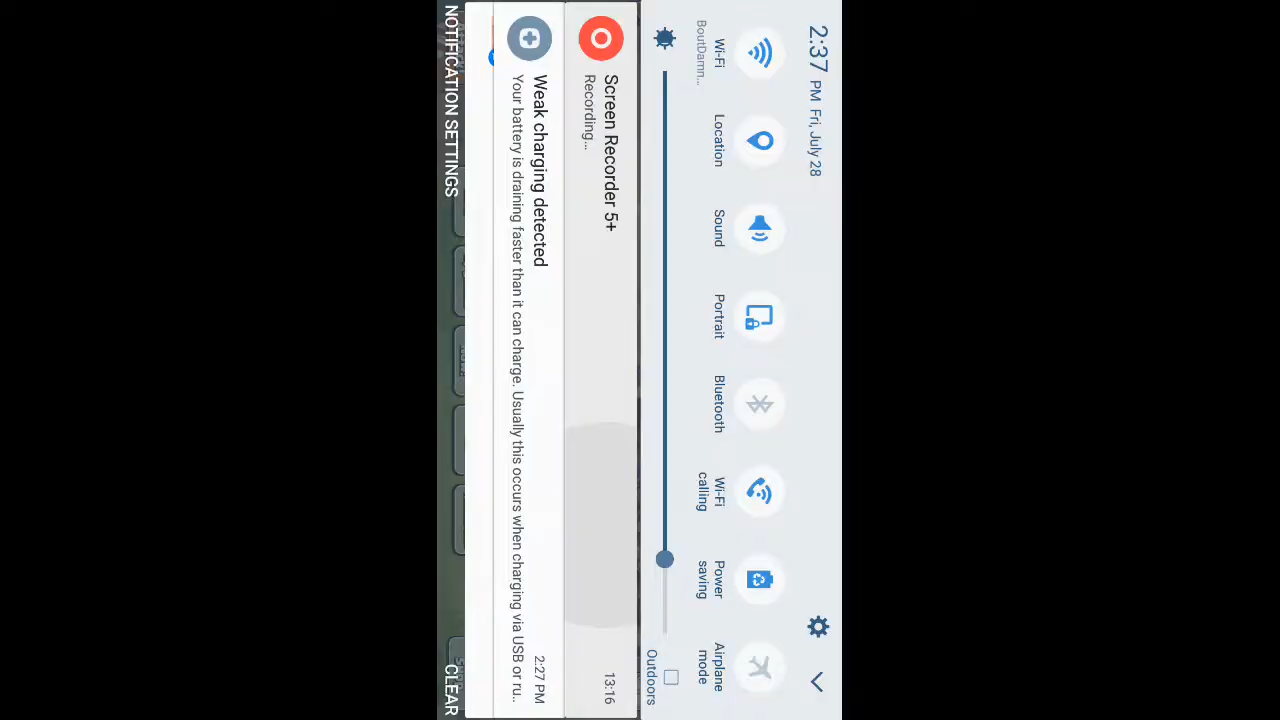 2:37 PM Fri, July 28
Wi-Fi
BoutDamn...
Location
Sound
Portrait
Bluetooth
Wi-Fi
calling
Power
saving
Airplane
mode
Outdoors
Screen Recorder 5+
13:16
Recording...
Weak charging detected
2:27 PM
Your battery is draining faster than it can charge. Usually this occurs when charging via USB or ru..
NOTIFICATION SETTINGS
CLEAR